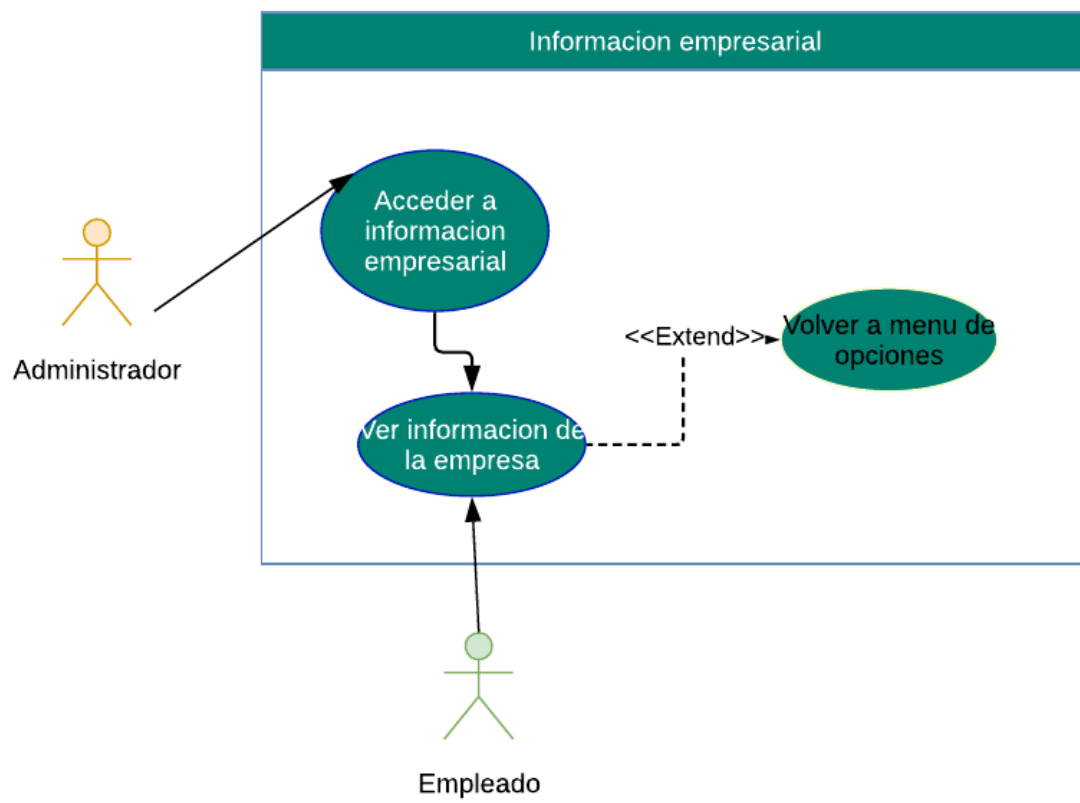 Informacion empresarial
Acceder a
informacion
empresarial
Administrador
<<Extend>>
Volver a menu de
opciones
Ver informacion de
la empresa
Empleado